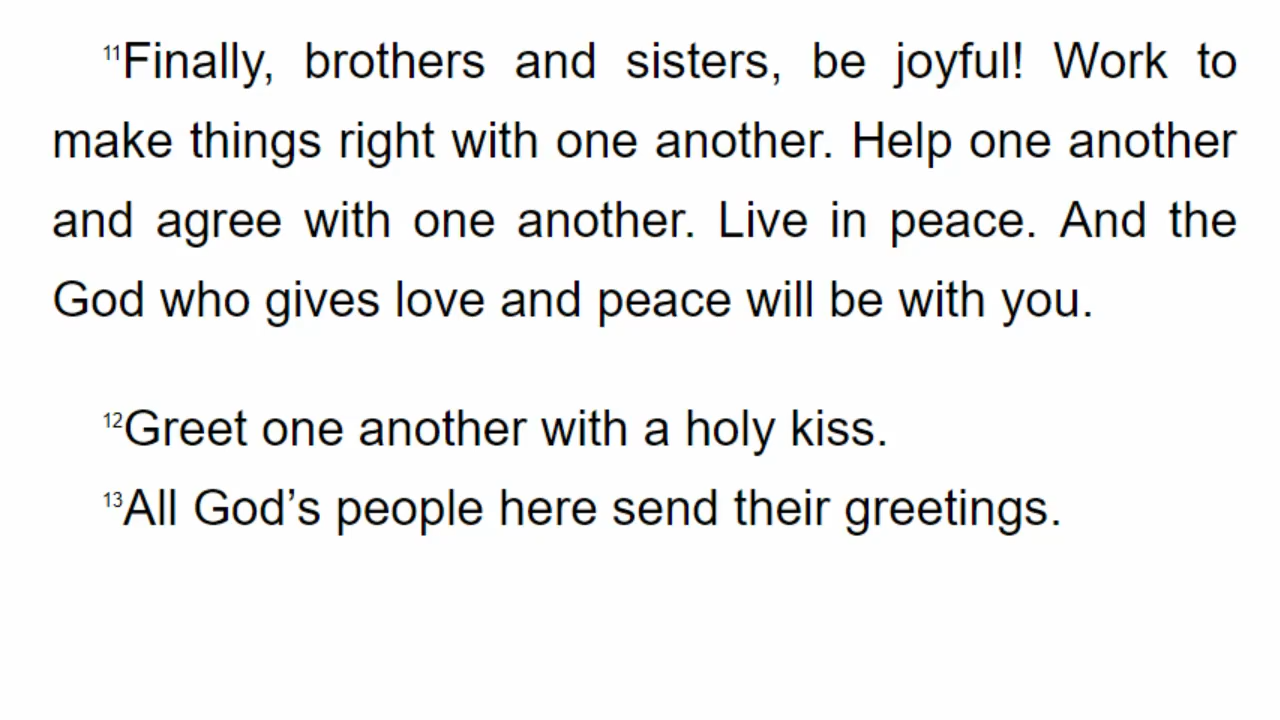 11Finally, brothers and sisters, be joyful! Work to
make things right with one another. Help one another
and agree with one another. Live in peace. And the
God who gives love and peace will be with you.
12Greet one another with a holy kiss.
13All God’s people here send their greetings.